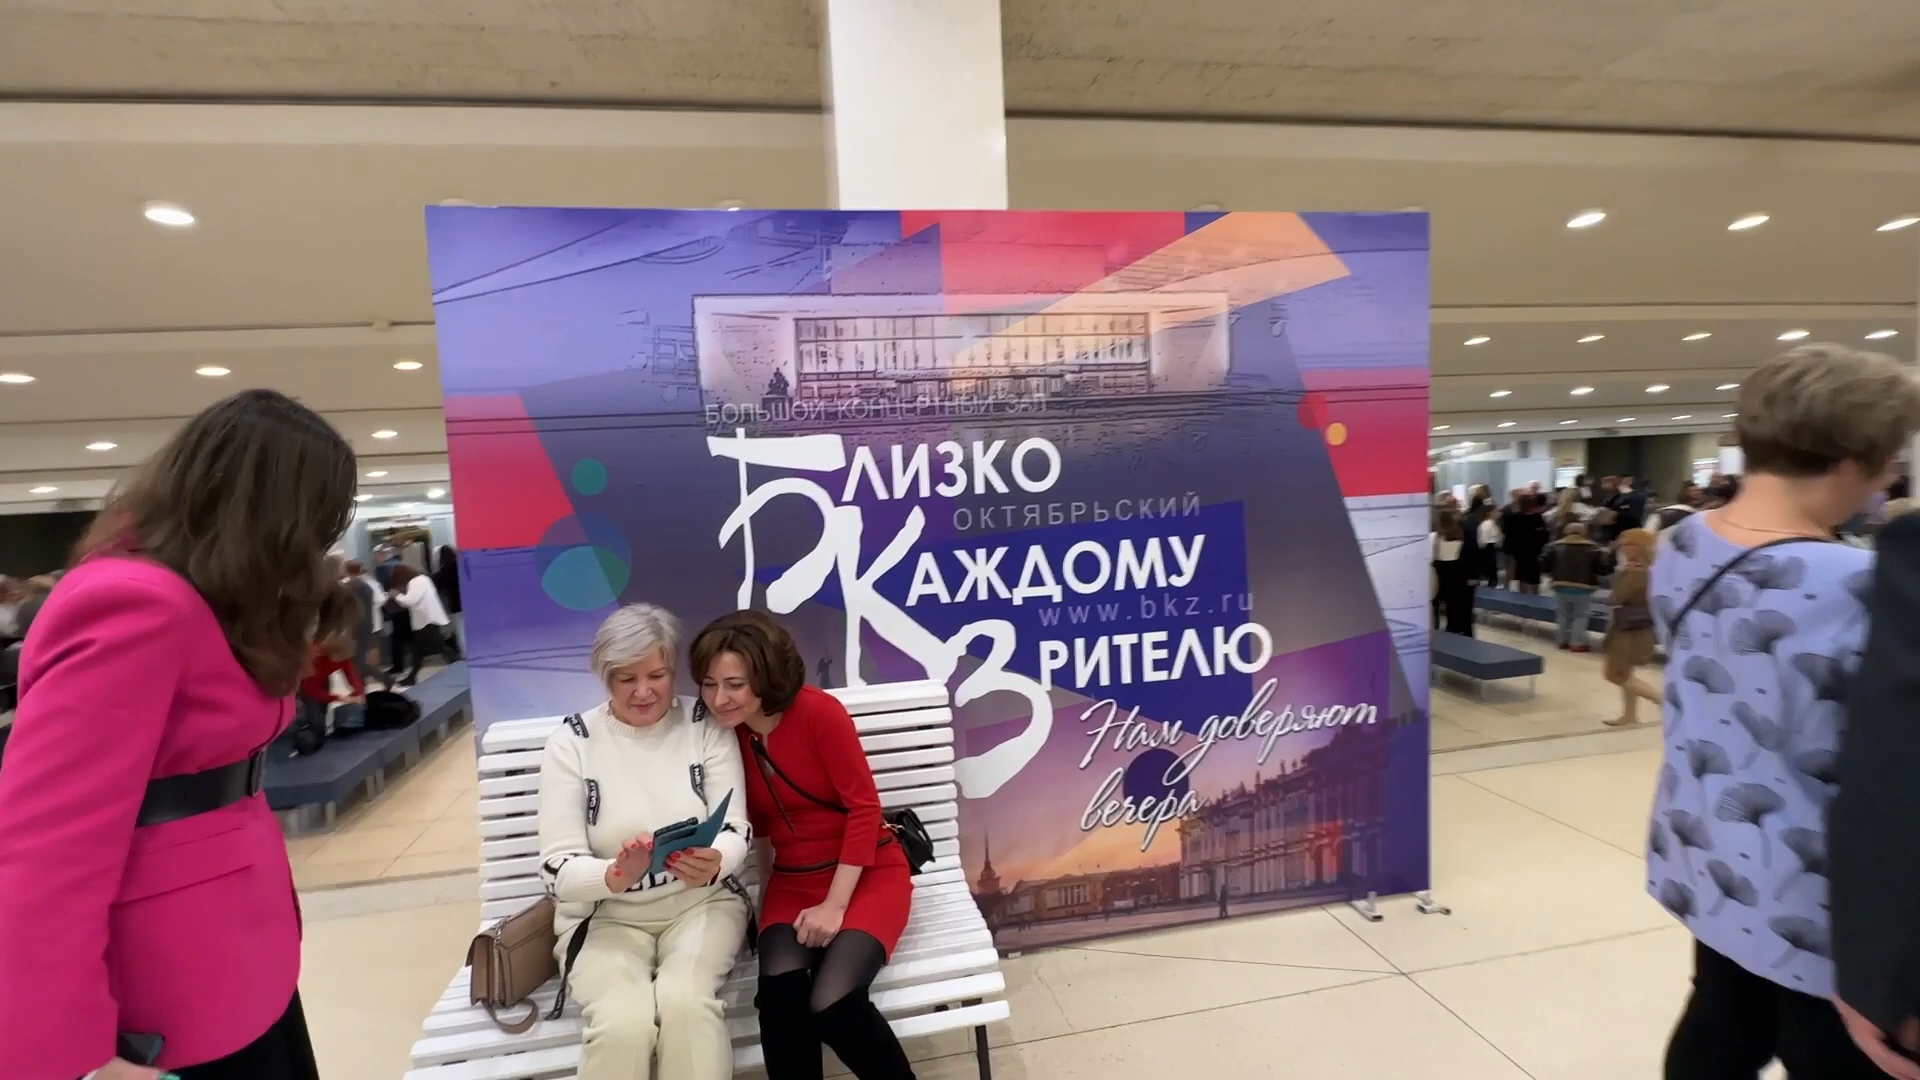 БОЛЬШОЙ КОНЦЕРТНЫЙ ЗАЛ
БЛИЗКО
ОКТЯБРЬСКИЙ
КАЖДОМУ
www.bkz.ru
ЗРИТЕЛЮ
Нам доверяют
вечера